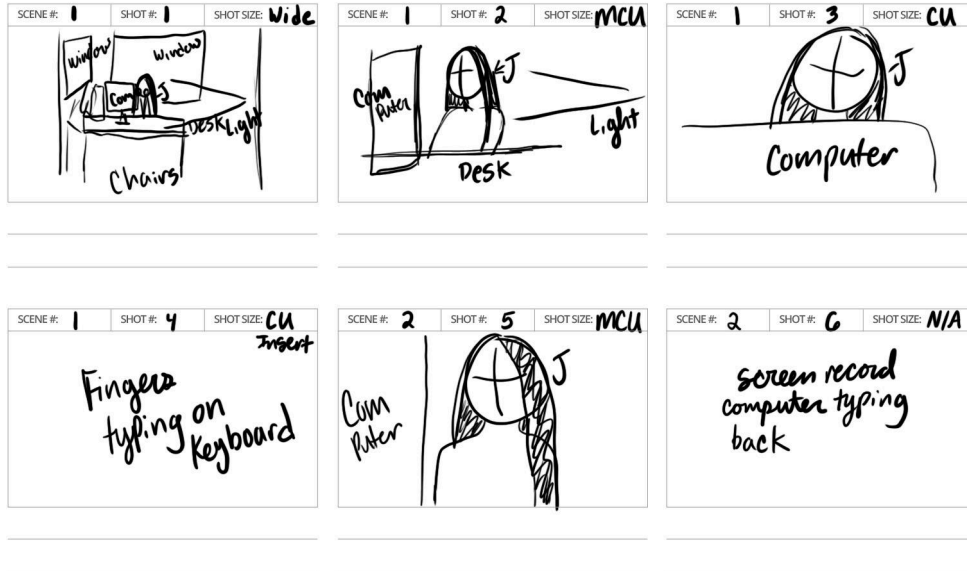 SCENE #: 1 SHOT #: 1 SHOT SIZE: Wide
window
window
Com
J
Desk
Light
Chairs
SCENE #: 1 SHOT #: 2 SHOT SIZE: MCU
J
Com
Puter
Light
Desk
SCENE #: 1 SHOT #: 3 SHOT SIZE: CU
J
Computer
SCENE #: 1 SHOT #: 4 SHOT SIZE: CU
Insert
Fingers
typing on
Keyboard
SCENE #: 2 SHOT #: 5 SHOT SIZE: MCU
J
Com
Puter
SCENE #: 2 SHOT #: 6 SHOT SIZE: N/A
screen record
computer typing
back